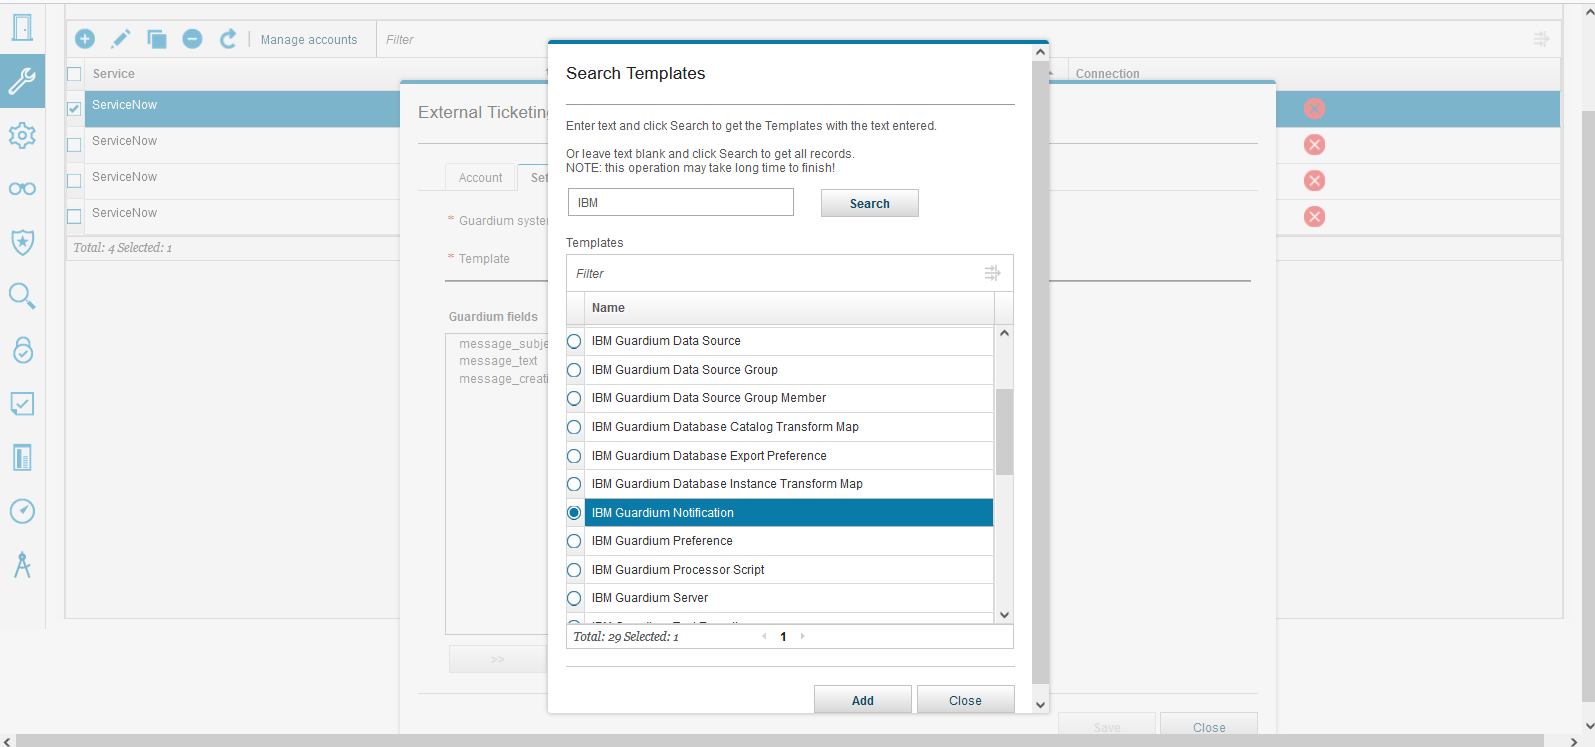 Manage accounts
Filter
Service
Connection
ServiceNow
ServiceNow
ServiceNow
ServiceNow
Total: 4 Selected: 1
External Ticketing
Account
* Guardium
* Template
Guardium fields
message_text
>>
Save
Close
Search Templates
Enter text and click Search to get the Templates with the text entered.
Or leave text blank and click Search to get all records.
NOTE: this operation may take long time to finish!
IBM
Search
Templates
Filter
Name
IBM Guardium Data Source
IBM Guardium Data Source Group
IBM Guardium Data Source Group Member
IBM Guardium Database Catalog Transform Map
IBM Guardium Database Export Preference
IBM Guardium Database Instance Transform Map
IBM Guardium Notification
IBM Guardium Preference
IBM Guardium Processor Script
IBM Guardium Server
Total: 29 Selected: 1
1
Add
Close